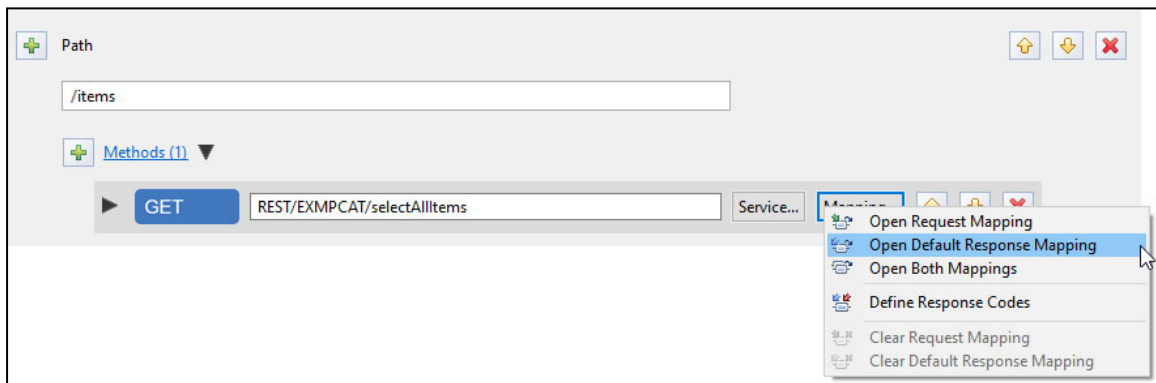 Path
/items
Methods (1)
GET REST/EXMPCAT/selectAllItems Service... Mapping...
Open Request Mapping
Open Default Response Mapping
Open Both Mappings
Define Response Codes
Clear Request Mapping
Clear Default Response Mapping